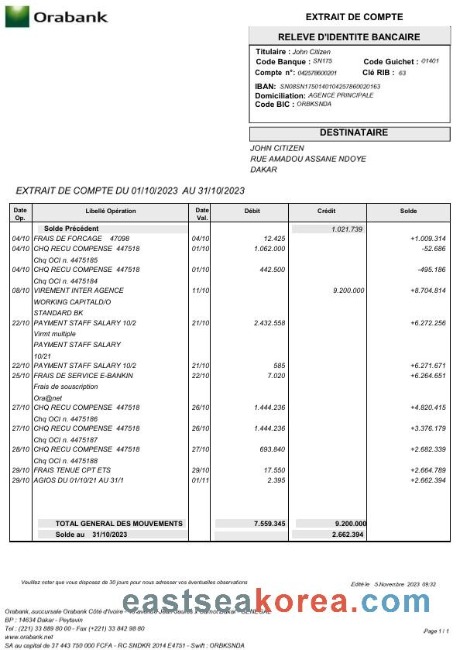 Orabank
EXTRAIT DE COMPTE
RELEVE D'IDENTITE BANCAIRE
Titulaire : John Citizen
Code Banque : SN175 Code Guichet : 01401
Compte n°: 042578600201 Clé RIB : 63
IBAN: SN08SN1750140104257860020163
Domiciliation: AGENCE PRINCIPALE
Code BIC : ORBKSNDA
DESTINATAIRE
JOHN CITIZEN
RUE AMADOU ASSANE NDOYE
DAKAR
EXTRAIT DE COMPTE DU 01/10/2023 AU 31/10/2023
Date Op. Libellé Opération Date Val. Débit Crédit Solde
Solde Précédent 1.021.739
04/10 FRAIS DE FORCAGE 47098 04/10 12.425 +1.009.314
04/10 CHQ RECU COMPENSE 447518 01/10 1.062.000 -52.686
Chq OCI n. 4475185
04/10 CHQ RECU COMPENSE 447518 01/10 442.500 -495.186
Chq OCI n. 4475184
08/10 VIREMENT INTER AGENCE 11/10 9.200.000 +8.704.814
WORKING CAPITALD/O
STANDARD BK
22/10 PAYMENT STAFF SALARY 10/2 21/10 2.432.558 +6.272.256
Virmt multiple
PAYMENT STAFF SALARY
10/21
22/10 PAYMENT STAFF SALARY 10/2 21/10 585 +6.271.671
25/10 FRAIS DE SERVICE E-BANKIN 22/10 7.020 +6.264.651
Frais de souscription
Ora@net
27/10 CHQ RECU COMPENSE 447518 26/10 1.444.236 +4.820.415
Chq OCI n. 4475186
27/10 CHQ RECU COMPENSE 447518 26/10 1.444.236 +3.376.179
Chq OCI n. 4475187
28/10 CHQ RECU COMPENSE 447518 27/10 693.840 +2.682.339
Chq OCI n. 4475188
29/10 FRAIS TENUE CPT ETS 29/10 17.550 +2.664.789
29/10 AGIOS DU 01/10/21 AU 31/1 01/11 2.395 +2.662.394
TOTAL GENERAL DES MOUVEMENTS 7.559.345 9.200.000
Solde au 31/10/2023 2.662.394
Veuillez noter que vous disposez de 30 jours pour nous adresser vos éventuelles observations
Edité le 5 Novembre 2023 08/32
eastseakorea.com
Orabank, succursale Orabank Côte d'Ivoire
BP : 14634 Dakar - Peytavin
Tel : (221) 33 889 80 00 - Fax (+221) 33 842 98 80
www.orabank.net
SA au capital de 37 443 750 000 FCFA - RC SNDKR 2014 E4751 - Swift : ORBKSNDA
Page 1 / 1